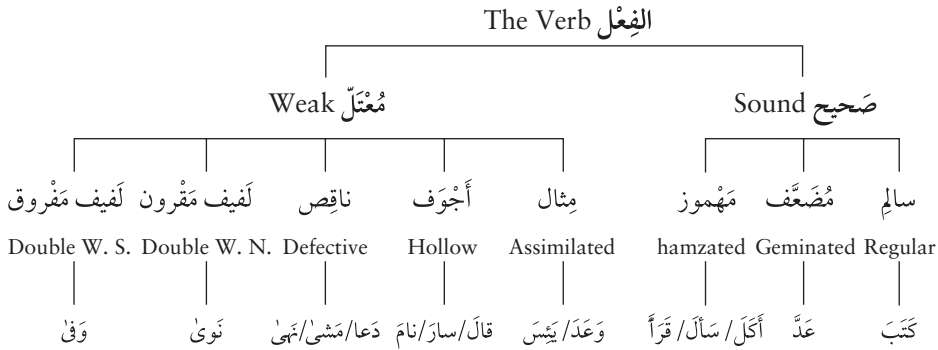 The Verb الفِعْل
Weak مُعْتَلّ Sound صَحيح
لَفيف مَفْروق لَفيف مَقْرون ناقِص أَجْوَف مِثال مَهْموز مُضَعَّف سالِم
Double W. S. Double W. N. Defective Hollow Assimilated hamzated Geminated Regular
وَفىٰ نَوىٰ دَعا/مَشىٰ/نَهىٰ قالَ/سارَ/نامَ وَعَدَ/ يَئِسَ أَكَلَ/ سَأَلَ/ قَرَأَ عَدَّ كَتَبَ